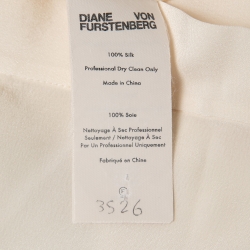 DIANE VON
FURSTENBERG
100% Silk
Professional Dry Clean Only
Made in China
100% Soie
Nettoyage À Sec Professionnel
Seulement / Nettoyage À Sec
Par Un Professionnel Uniquement
Fabriqué en Chine
3526